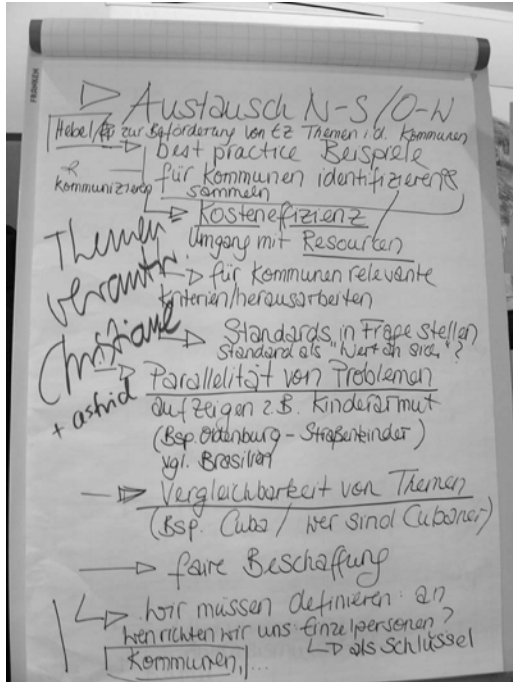 FRANKEN
Austausch N-S/O-W
Hebel/ zur Beförderung von EZ Themen i.d. Kommunen
best practice Beispiele
für Kommunen identifizieren &
kommunizieren
sammeln
Kosteneffizienz
Themen =
Umgang mit Resourcen
verantw.
für Kommunen relevante
Kriterien/herausarbeiten
Christiane
+ astrid
Standards in Frage stellen
Standard als "Wert an sich"?
Parallelität von Problemen
aufzeigen z.B. Kinderarmut
(Bsp. Oldenburg - Straßenkinder)
vgl. Brasilien
Vergleichbarkeit von Themen
(Bsp. Cuba / wer sind Cubaner)
faire Beschaffung
wir müssen definieren: an
wen richten wir uns Einzelpersonen?
Kommunen, ... als Schlüssel